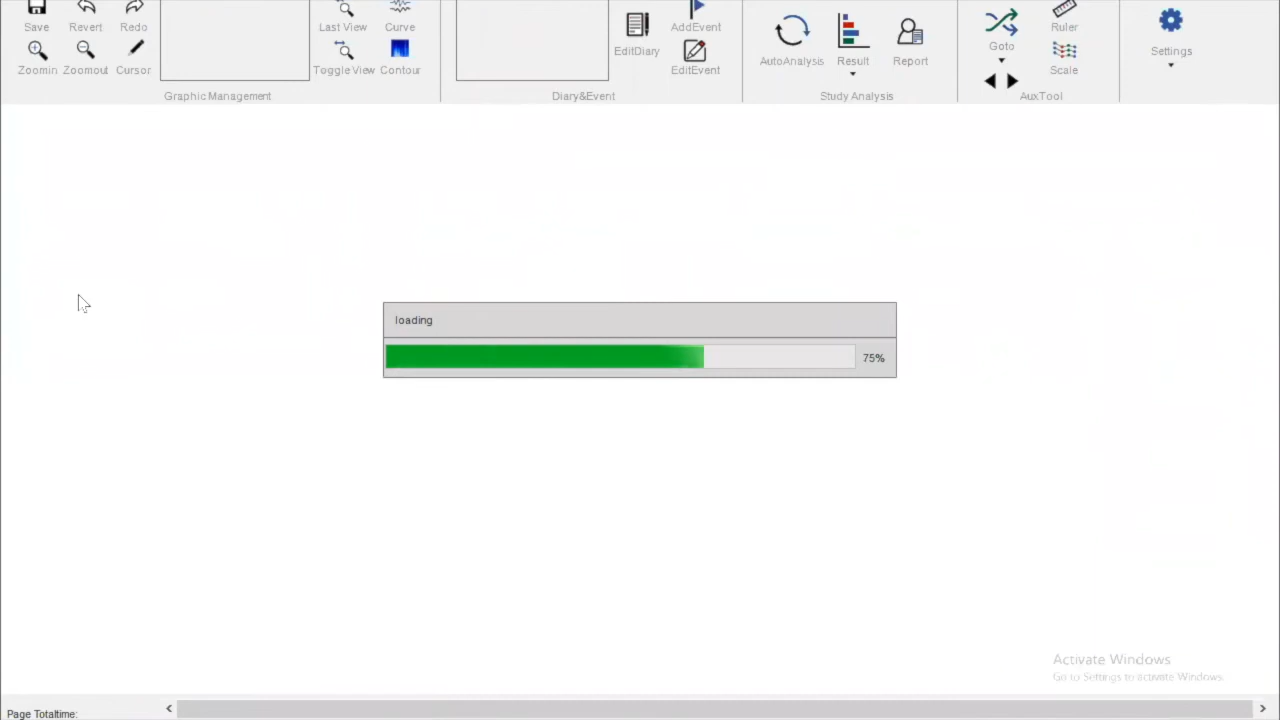 Save Revert Redo Last View Curve AddEvent Ruler
EditDiary AutoAnalysis Result Report Goto Settings
Zoomin Zoomout Cursor Toggle View Contour EditEvent Scale
Graphic Management Diary&Event Study Analysis AuxTool
loading
75%
Activate Windows
Go to Settings to activate Windows.
Page Totaltime: